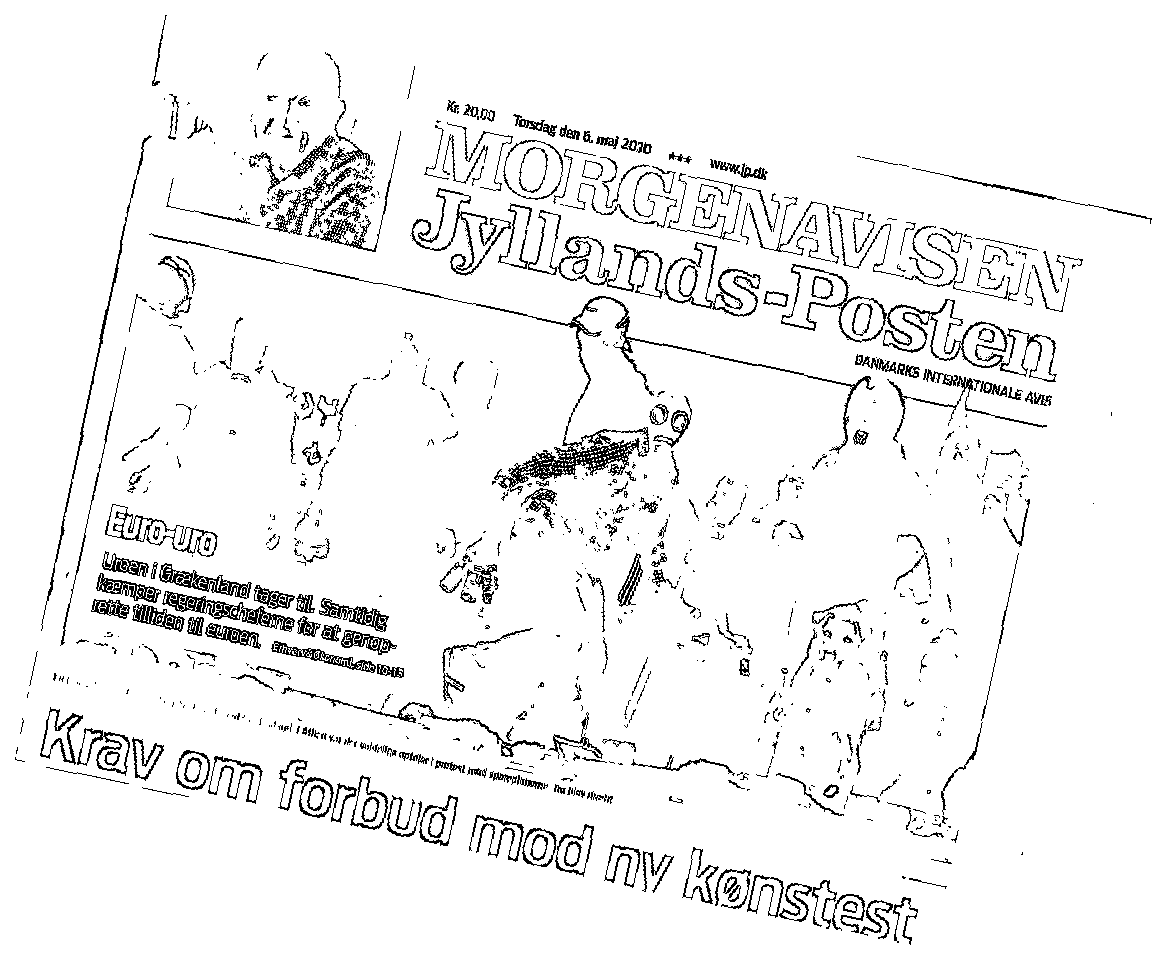 Kr. 20,00 Torsdag den 6. maj 2010 *** www.jp.dk
MORGENAVISEN
Jyllands-Posten
DANMARKS INTERNATIONALE AVIS
Euro-uro
Uroen i Grækenland tager til. Samtidig
kæmper regeringscheferne for at genop-
rette tilliden til euroen.
Krav om forbud mod ny kønstest